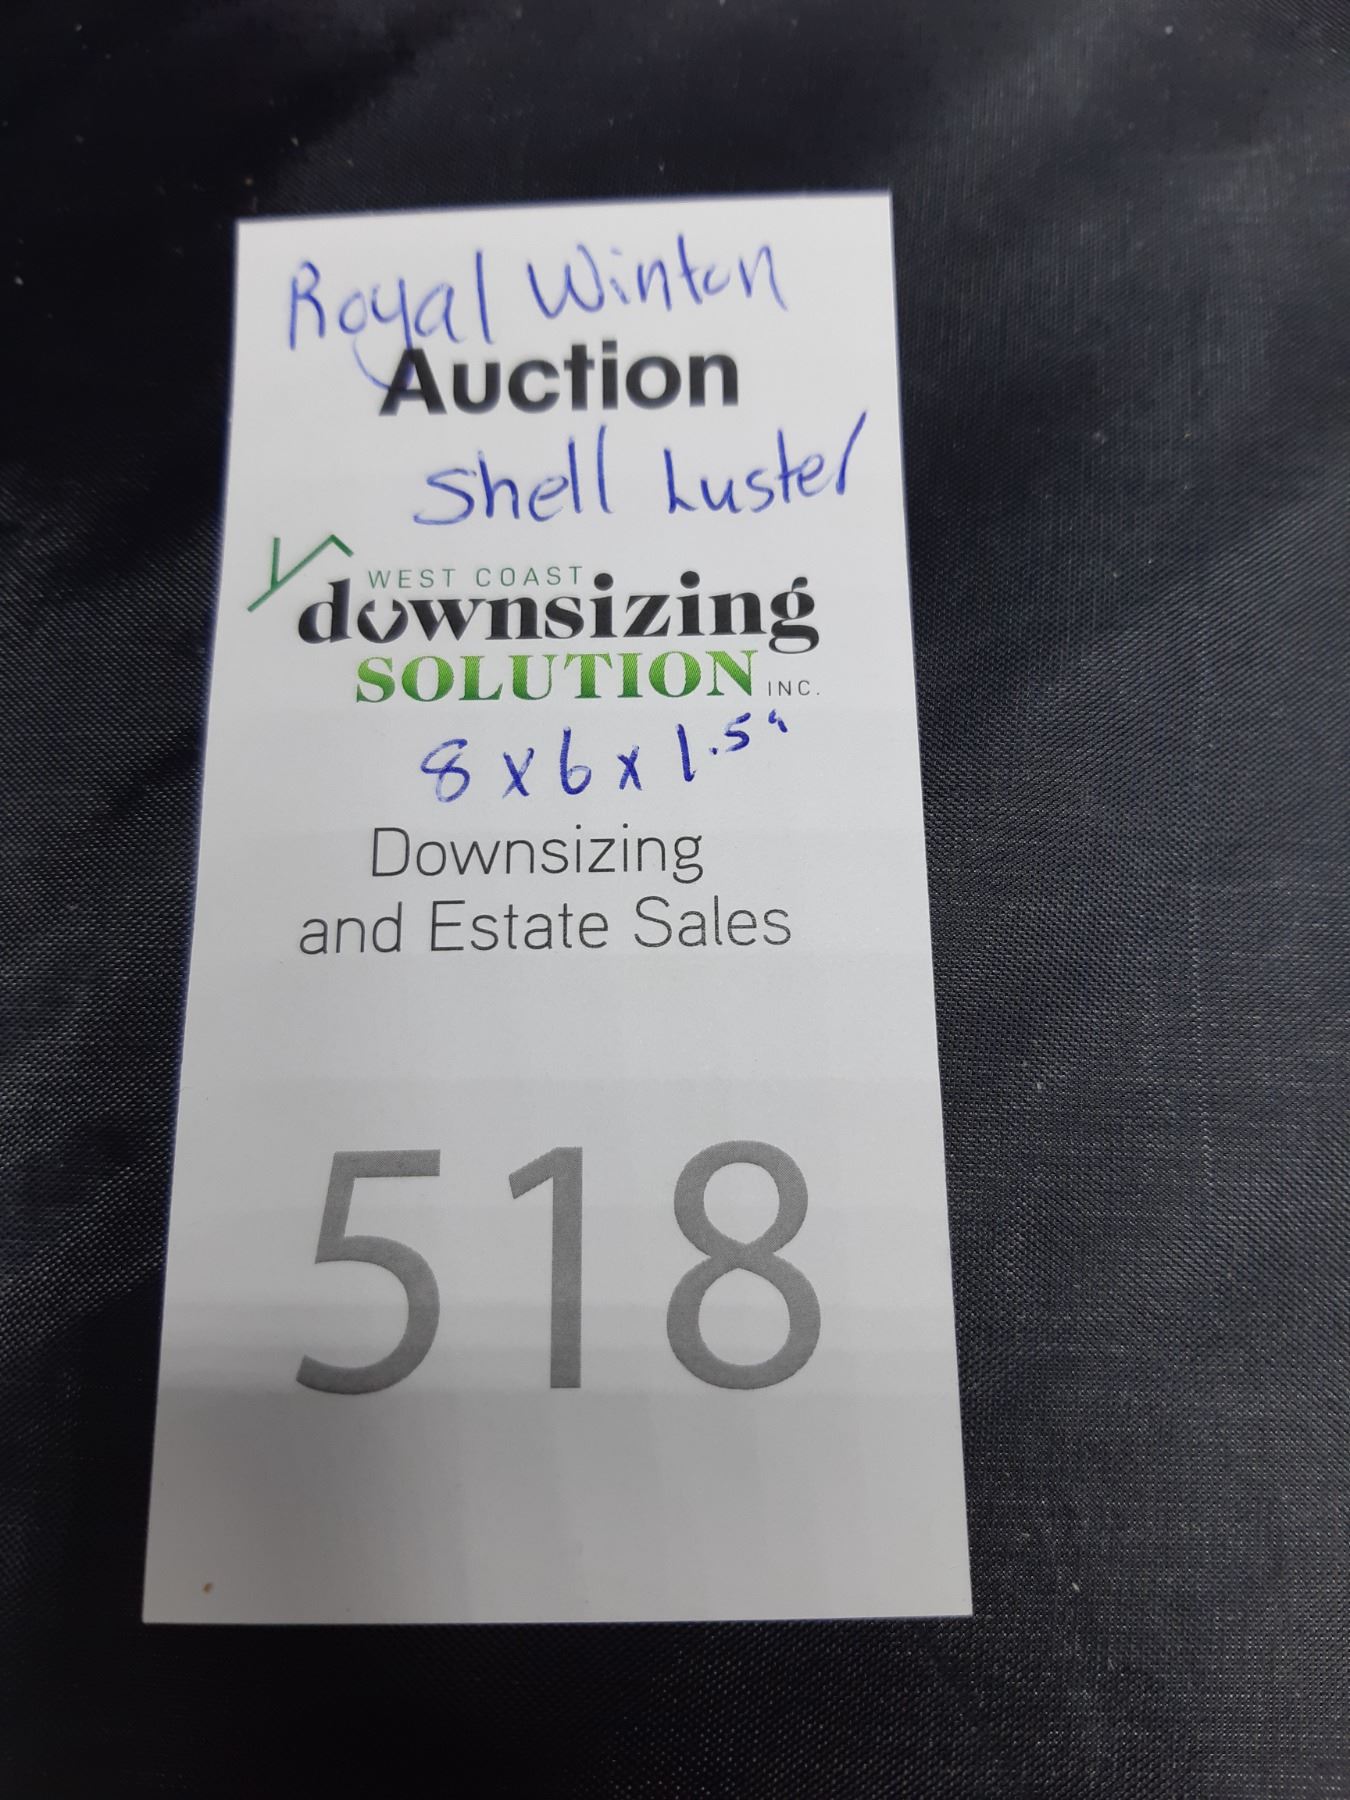 Royal Winton
Auction
Shell Luster
WEST COAST
downsizing
SOLUTION INC.
8 x 6 x 1.5"
Downsizing
and Estate Sales
518